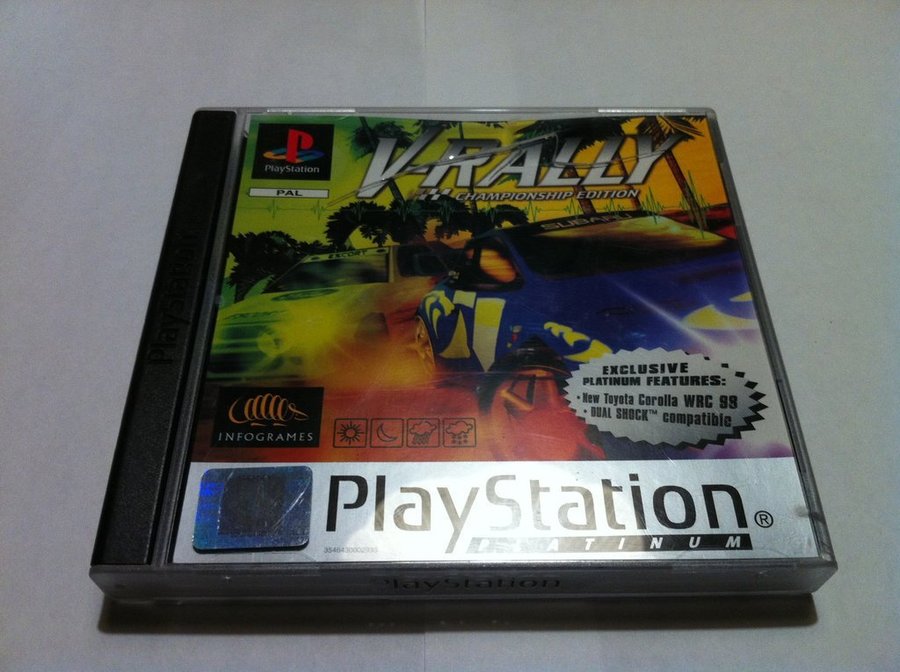 PlayStation
PAL
V-RALLY
CHAMPIONSHIP EDITION
SUBARU
ESCORT
EXCLUSIVE
PLATINUM FEATURES:
• New Toyota Corolla WRC 98
• DUAL SHOCK™ compatible
INFOGRAMES
PlayStation®
PLATINUM
PlayStation
PlayStation